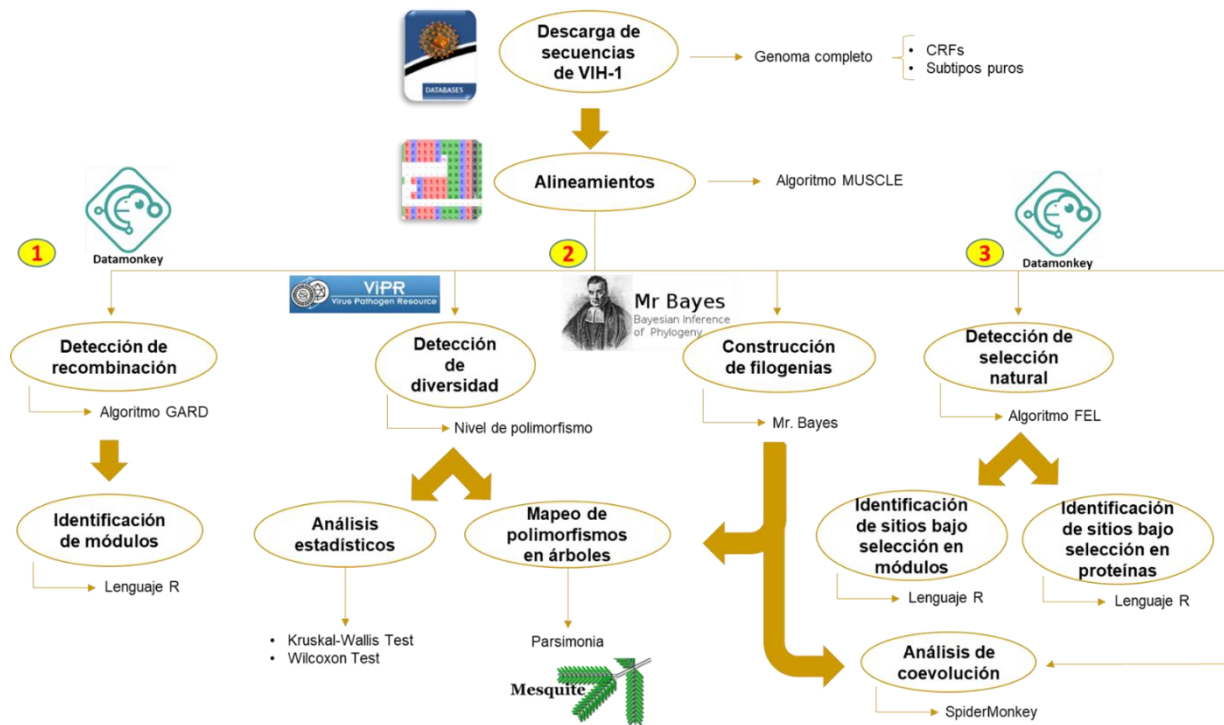 Descarga de
secuencias
de VIH-1
Genoma completo
• CRFs
• Subtipos puros
DATABASES
Alineamientos
Algoritmo MUSCLE
1
Datamonkey
2
3
Datamonkey
ViPR
Virus Pathogen Resource
Mr Bayes
Bayesian Inference
of Phylogeny
Detección de
recombinación
Algoritmo GARD
Identificación
de módulos
Lenguaje R
Detección
de
diversidad
Nivel de polimorfismo
Análisis
estadísticos
• Kruskal-Wallis Test
• Wilcoxon Test
Mapeo de
polimorfismos
en árboles
Parsimonia
Mesquite
Construcción
de filogenias
Mr. Bayes
Detección de
selección
natural
Algoritmo FEL
Identificación
de sitios bajo
selección en
módulos
Lenguaje R
Identificación
de sitios bajo
selección en
proteínas
Lenguaje R
Análisis de
coevolución
SpiderMonkey